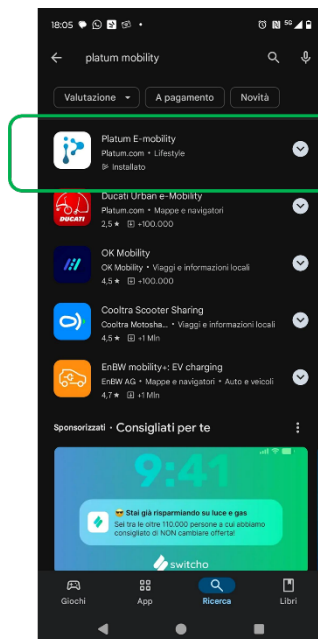 18:05
5G
platum mobility
Valutazione
A pagamento
Novità
Platum E-mobility
Platum.com • Lifestyle
Installato
DUCATI
Ducati Urban e-Mobility
Platum.com • Mappe e navigatori
2,5 ★ +100.000
OK Mobility
OK Mobility • Viaggi e informazioni locali
4,5 ★ +100.000
Cooltra Scooter Sharing
Cooltra Motosha... • Viaggi e informazioni locali
4,5 ★ +1 Mln
EnBW mobility+: EV charging
EnBW AG • Mappe e navigatori • Auto e veicoli
4,7 ★ +1 Mln
Sponsorizzati • Consigliati per te
9:41
Stai già risparmiando su luce e gas
Sei tra le oltre 110.000 persone a cui abbiamo
consigliato di NON cambiare offerta!
switcho
Giochi
App
Ricerca
Libri